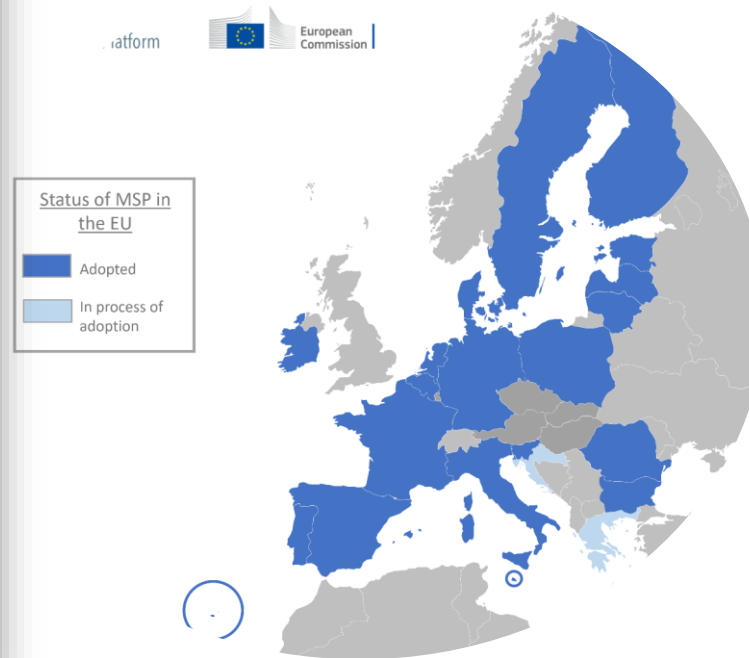 atform
European
Commission
Status of MSP in
the EU
Adopted
In process of
adoption